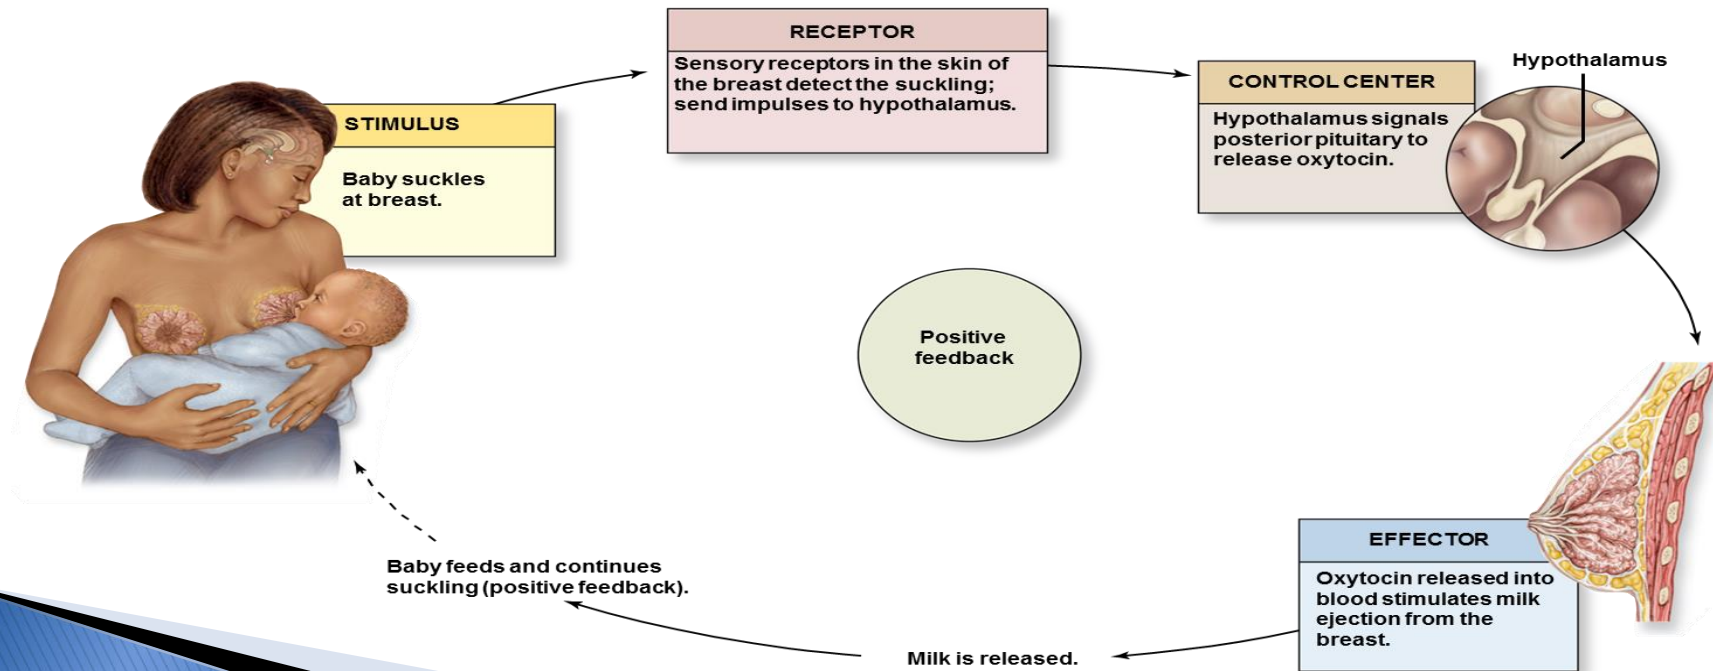 STIMULUS
Baby suckles
at breast.
RECEPTOR
Sensory receptors in the skin of
the breast detect the suckling;
send impulses to hypothalamus.
CONTROL CENTER
Hypothalamus signals
posterior pituitary to
release oxytocin.
Hypothalamus
Positive
feedback
EFFECTOR
Oxytocin released into
blood stimulates milk
ejection from the
breast.
Milk is released.
Baby feeds and continues
suckling (positive feedback).